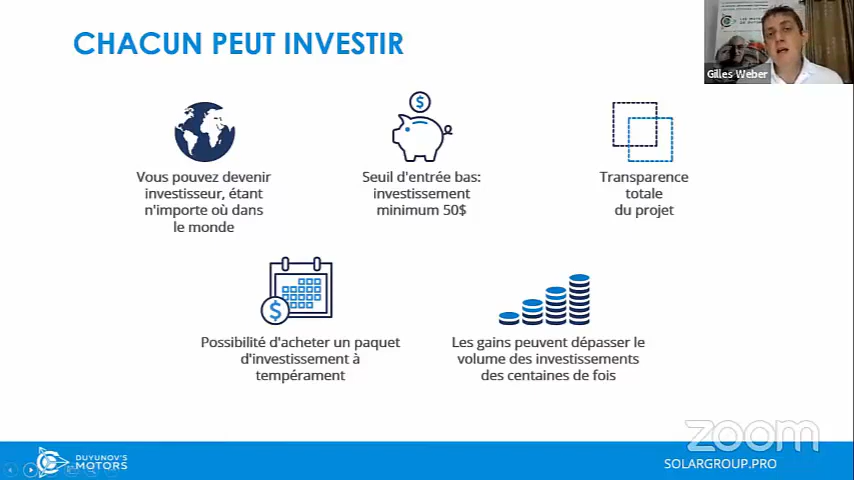 CHACUN PEUT INVESTIR
Gilles Weber
Vous pouvez devenir
investisseur, étant
n'importe où dans
le monde
Seuil d'entrée bas:
investissement
minimum 50$
Transparence
totale
du projet
Possibilité d'acheter un paquet
d'investissement à
tempérament
Les gains peuvent dépasser le
volume des investissements
des centaines de fois
zoom
DUYUNOV'S
MOTORS
SOLARGROUP.PRO